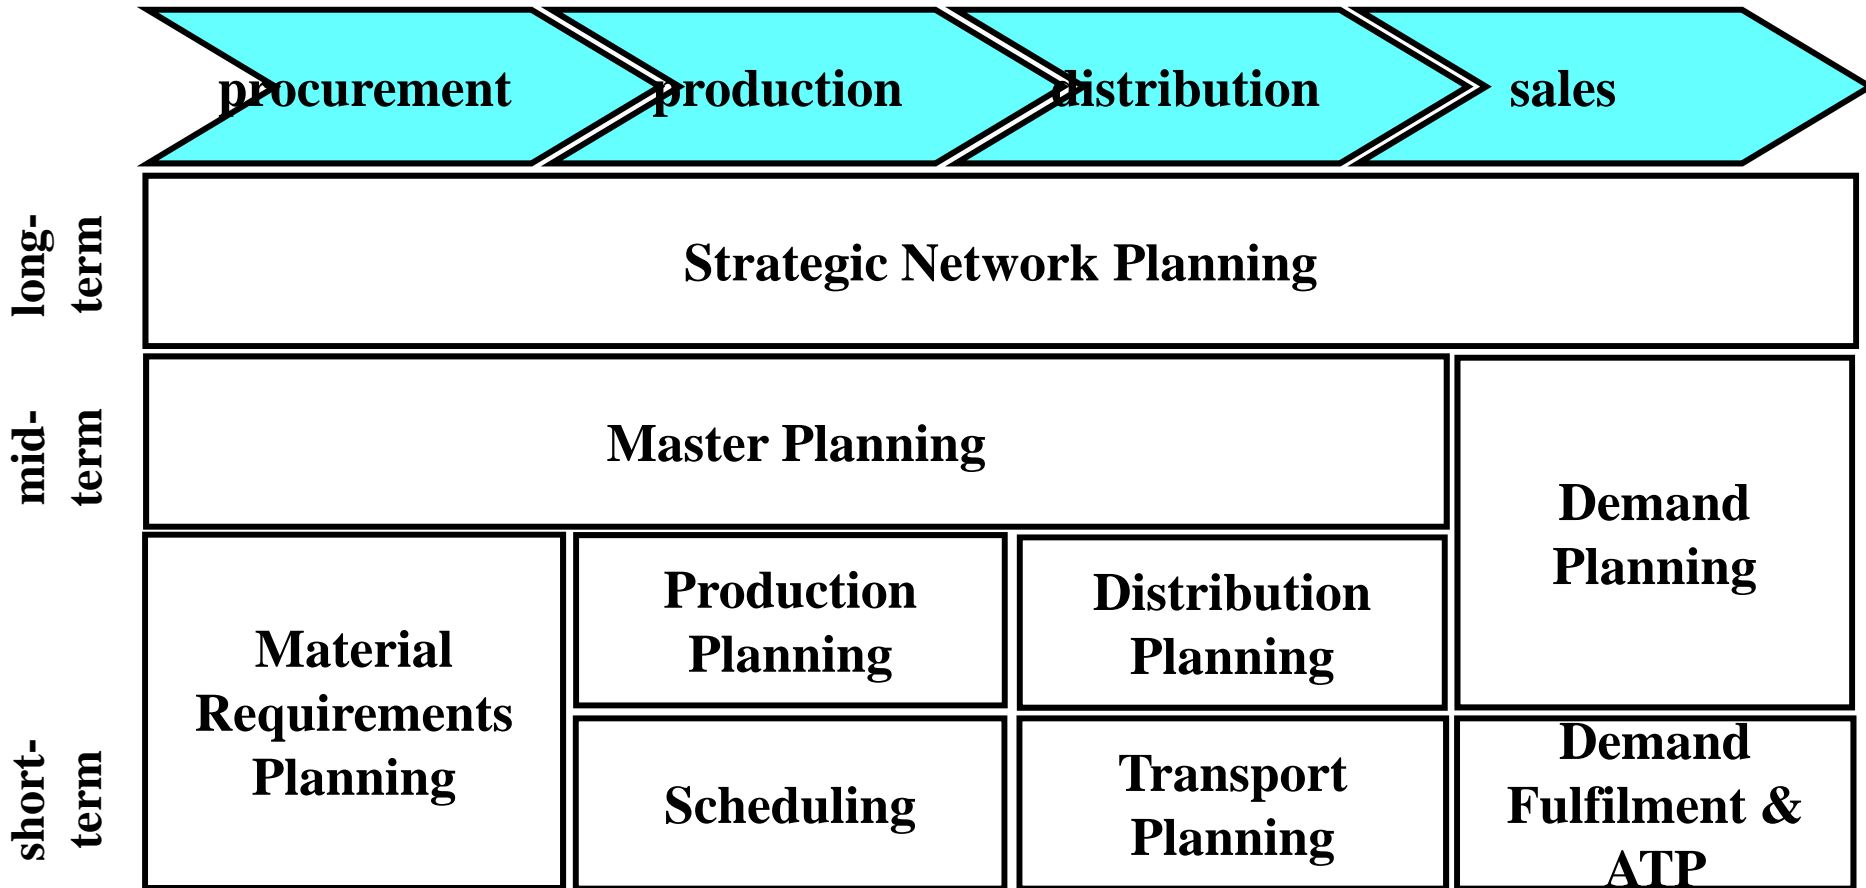 procurement
production
distribution
sales
long-
term
Strategic Network Planning
mid-
term
Master Planning
Demand
Planning
Material
Requirements
Planning
Production
Planning
Distribution
Planning
short-
term
Scheduling
Transport
Planning
Demand
Fulfilment &
ATP